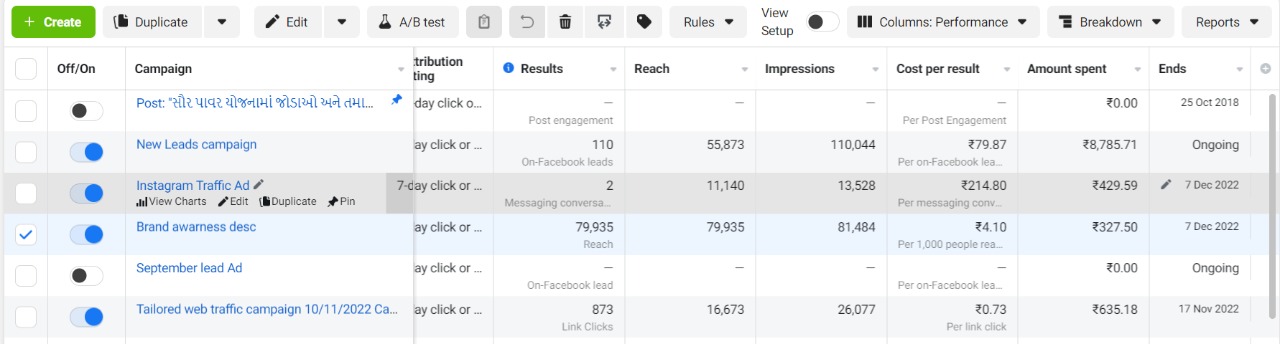 + Create Duplicate Edit A/B test Rules View Setup Columns: Performance Breakdown Reports
Off/On Campaign tribution ting Results Reach Impressions Cost per result Amount spent Ends
Post: "સૌર પાવર યોજનામાં જોડાઓ અને તમા... day click o... — — — — ₹0.00 25 Oct 2018
Post engagement Per Post Engagement
New Leads campaign ay click or ... 110 55,873 110,044 ₹79.87 ₹8,785.71 Ongoing
On-Facebook leads Per on-Facebook lea...
Instagram Traffic Ad 7-day click or ... 2 11,140 13,528 ₹214.80 ₹429.59 7 Dec 2022
View Charts Edit Duplicate Pin Messaging conversa... Per messaging conv...
Brand awarness desc ay click or ... 79,935 79,935 81,484 ₹4.10 ₹327.50 7 Dec 2022
Reach Per 1,000 people rea...
September lead Ad ay click or ... — — — — ₹0.00 Ongoing
On-Facebook lead Per on-Facebook lea...
Tailored web traffic campaign 10/11/2022 Ca... ay click or ... 873 16,673 26,077 ₹0.73 ₹635.18 17 Nov 2022
Link Clicks Per link click